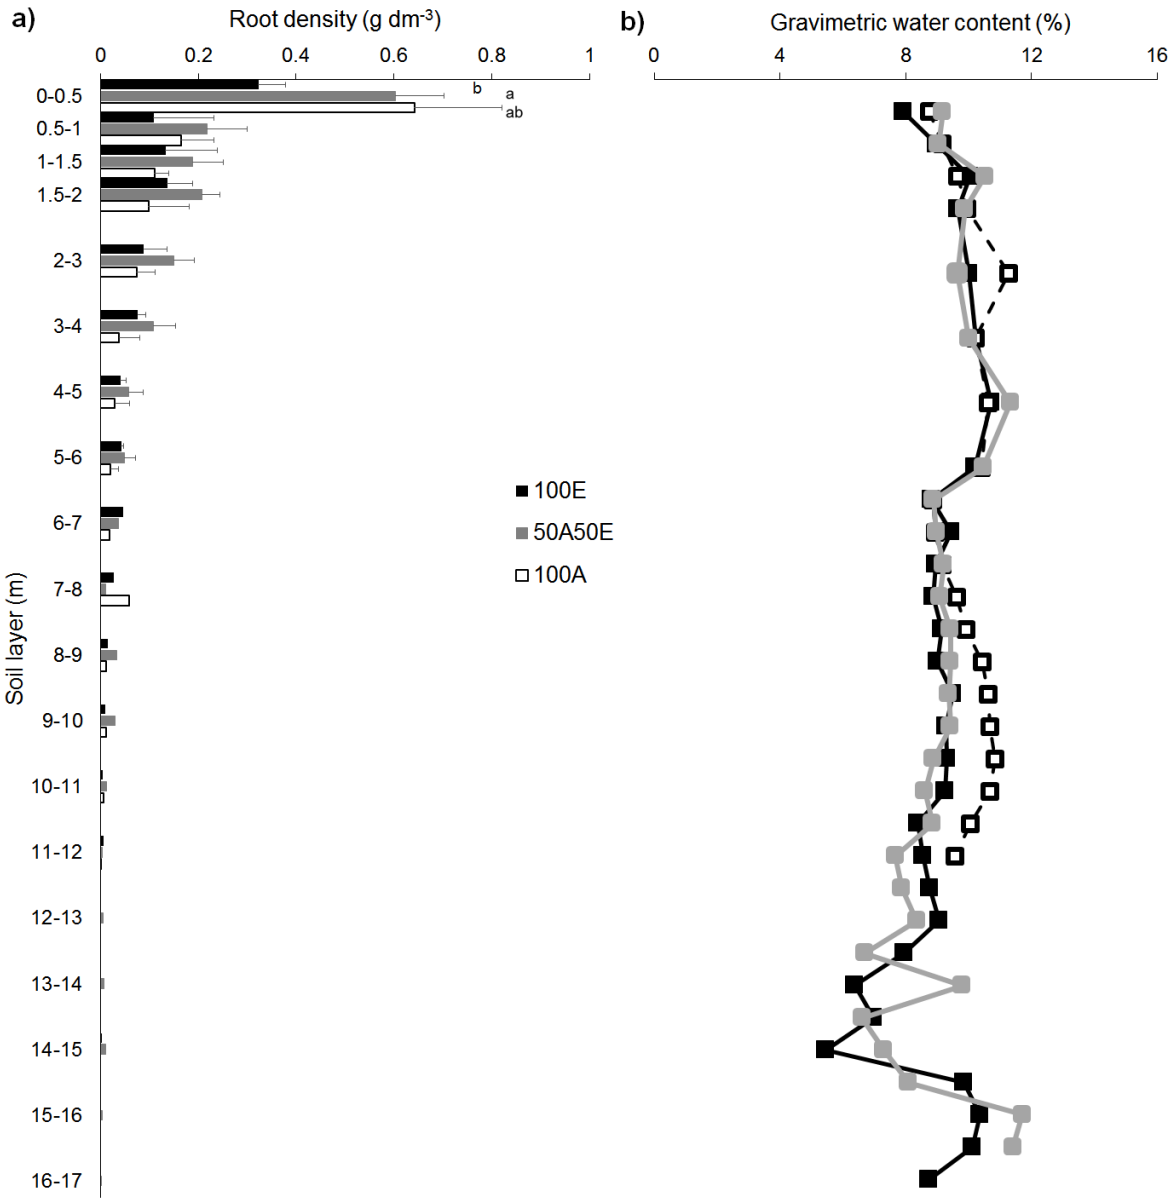 a)
Root density (g dm-3)
0 0.2 0.4 0.6 0.8 1
0-0.5
0.5-1
1-1.5
1.5-2
2-3
3-4
4-5
5-6
6-7
7-8
8-9
9-10
10-11
11-12
12-13
13-14
14-15
15-16
16-17
Soil layer (m)
b
a
ab
100E
50A50E
100A
b)
Gravimetric water content (%)
0 4 8 12 16